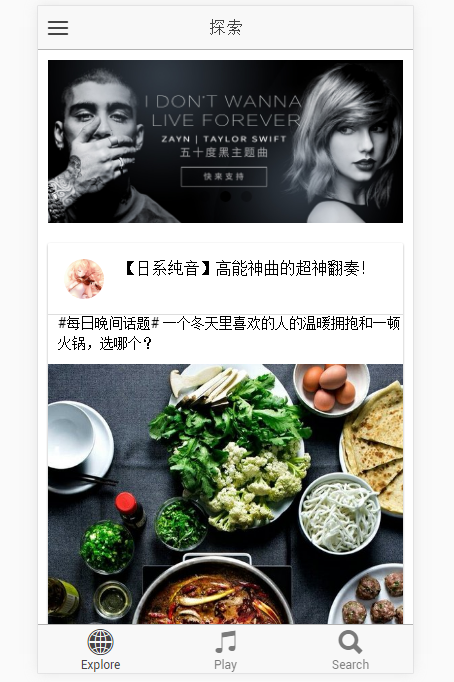 探索
I DON'T WANNA
LIVE FOREVER
ZAYN | TAYLOR SWIFT
五十度黑主题曲
快来支持
【日系纯音】高能神曲的超神翻奏!
#每日晚间话题# 一个冬天里喜欢的人的温暖拥抱和一顿
火锅，选哪个？
Explore
Play
Search